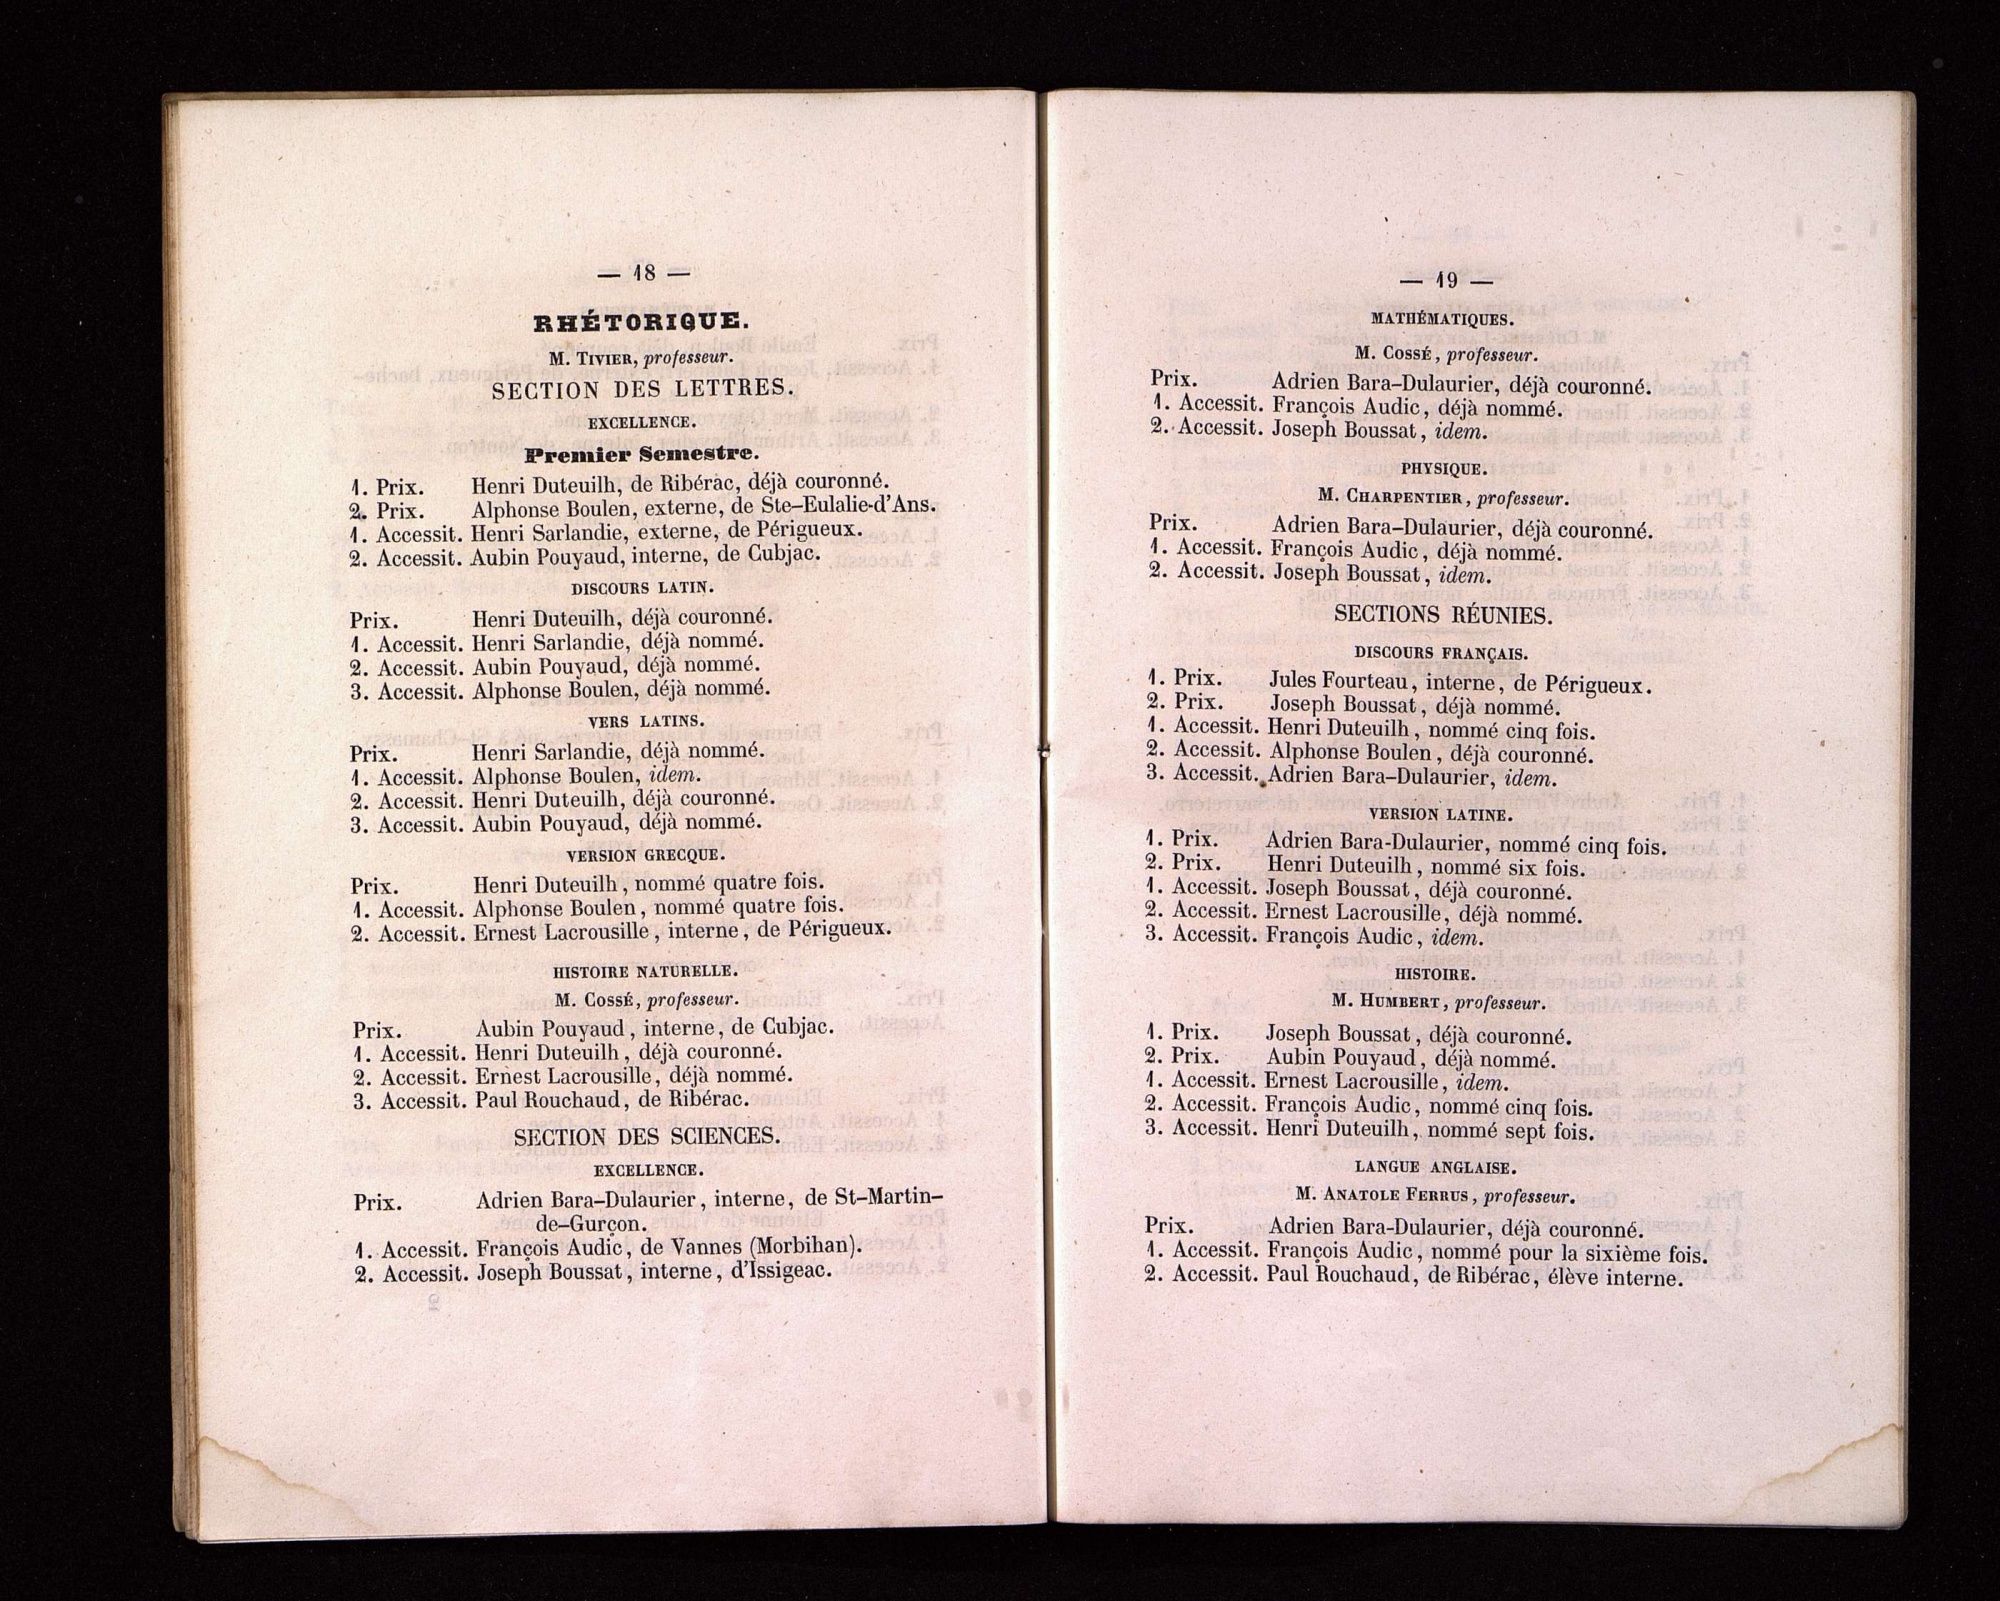 — 18 —
RHÉTORIQUE.
M. TIVIER, professeur.
SECTION DES LETTRES.
EXCELLENCE.
Premier Semestre.
1. Prix. Henri Duteuilh, de Ribérac, déjà couronné.
2. Prix. Alphonse Boulen, externe, de Ste-Eulalie-d'Ans.
1. Accessit. Henri Sarlandie, externe, de Périgueux.
2. Accessit. Aubin Pouyaud, interne, de Cubjac.
DISCOURS LATIN.
Prix. Henri Duteuilh, déjà couronné.
1. Accessit. Henri Sarlandie, déjà nommé.
2. Accessit. Aubin Pouyaud, déjà nommé.
3. Accessit. Alphonse Boulen, déjà nommé.
VERS LATINS.
Prix. Henri Sarlandie, déjà nommé.
1. Accessit. Alphonse Boulen, idem.
2. Accessit. Henri Duteuilh, déjà couronné.
3. Accessit. Aubin Pouyaud, déjà nommé.
VERSION GRECQUE.
Prix. Henri Duteuilh, nommé quatre fois.
1. Accessit. Alphonse Boulen, nommé quatre fois.
2. Accessit. Ernest Lacrousille, interne, de Périgueux.
HISTOIRE NATURELLE.
M. COSSÉ, professeur.
Prix. Aubin Pouyaud, interne, de Cubjac.
1. Accessit. Henri Duteuilh, déjà couronné.
2. Accessit. Ernest Lacrousille, déjà nommé.
3. Accessit. Paul Rouchaud, de Ribérac.
SECTION DES SCIENCES.
EXCELLENCE.
Prix. Adrien Bara-Dulaurier, interne, de St-Martin-
de-Gurçon.
1. Accessit. François Audic, de Vannes (Morbihan).
2. Accessit. Joseph Boussat, interne, d'Issigeac.
— 19 —
MATHÉMATIQUES.
M. COSSÉ, professeur.
Prix. Adrien Bara-Dulaurier, déjà couronné.
1. Accessit. François Audic, déjà nommé.
2. Accessit. Joseph Boussat, idem.
PHYSIQUE.
M. CHARPENTIER, professeur.
Prix. Adrien Bara-Dulaurier, déjà couronné.
1. Accessit. François Audic, déjà nommé.
2. Accessit. Joseph Boussat, idem.
SECTIONS RÉUNIES.
DISCOURS FRANÇAIS.
1. Prix. Jules Fourteau, interne, de Périgueux.
2. Prix. Joseph Boussat, déjà nommé.
1. Accessit. Henri Duteuilh, nommé cinq fois.
2. Accessit. Alphonse Boulen, déjà couronné.
3. Accessit. Adrien Bara-Dulaurier, idem.
VERSION LATINE.
1. Prix. Adrien Bara-Dulaurier, nommé cinq fois.
2. Prix. Henri Duteuilh, nommé six fois.
1. Accessit. Joseph Boussat, déjà couronné.
2. Accessit. Ernest Lacrousille, déjà nommé.
3. Accessit. François Audic, idem.
HISTOIRE.
M. HUMBERT, professeur.
1. Prix. Joseph Boussat, déjà couronné.
2. Prix. Aubin Pouyaud, déjà nommé.
1. Accessit. Ernest Lacrousille, idem.
2. Accessit. François Audic, nommé cinq fois.
3. Accessit. Henri Duteuilh, nommé sept fois.
LANGUE ANGLAISE.
M. ANATOLE FERRUS, professeur.
Prix. Adrien Bara-Dulaurier, déjà couronné.
1. Accessit. François Audic, nommé pour la sixième fois.
2. Accessit. Paul Rouchaud, de Ribérac, élève interne.